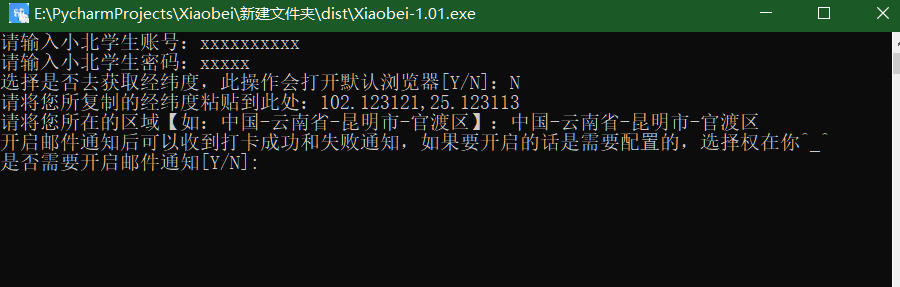 E:\PycharmProjects\Xiaobei\新建文件夹\dist\Xiaobei-1.01.exe
请输入小北学生账号：xxxxxxxxxx
请输入小北学生密码：xxxxx
选择是否去获取经纬度，此操作会打开默认浏览器[Y/N]：N
请将您所复制的经纬度粘贴到此处：102.123121,25.123113
请将您所在的区域【如：中国-云南省-昆明市-官渡区】：中国-云南省-昆明市-官渡区
开启邮件通知后可以收到打卡成功和失败通知，如果要开启的话是需要配置的，选择权在你^_^
是否需要开启邮件通知[Y/N]: